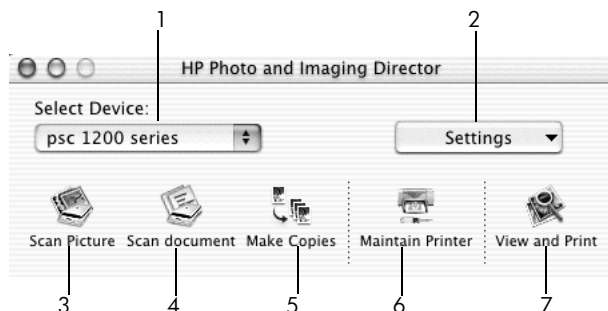 1 2
HP Photo and Imaging Director
Select Device:
psc 1200 series Settings
Scan Picture Scan document Make Copies Maintain Printer View and Print
3 4 5 6 7